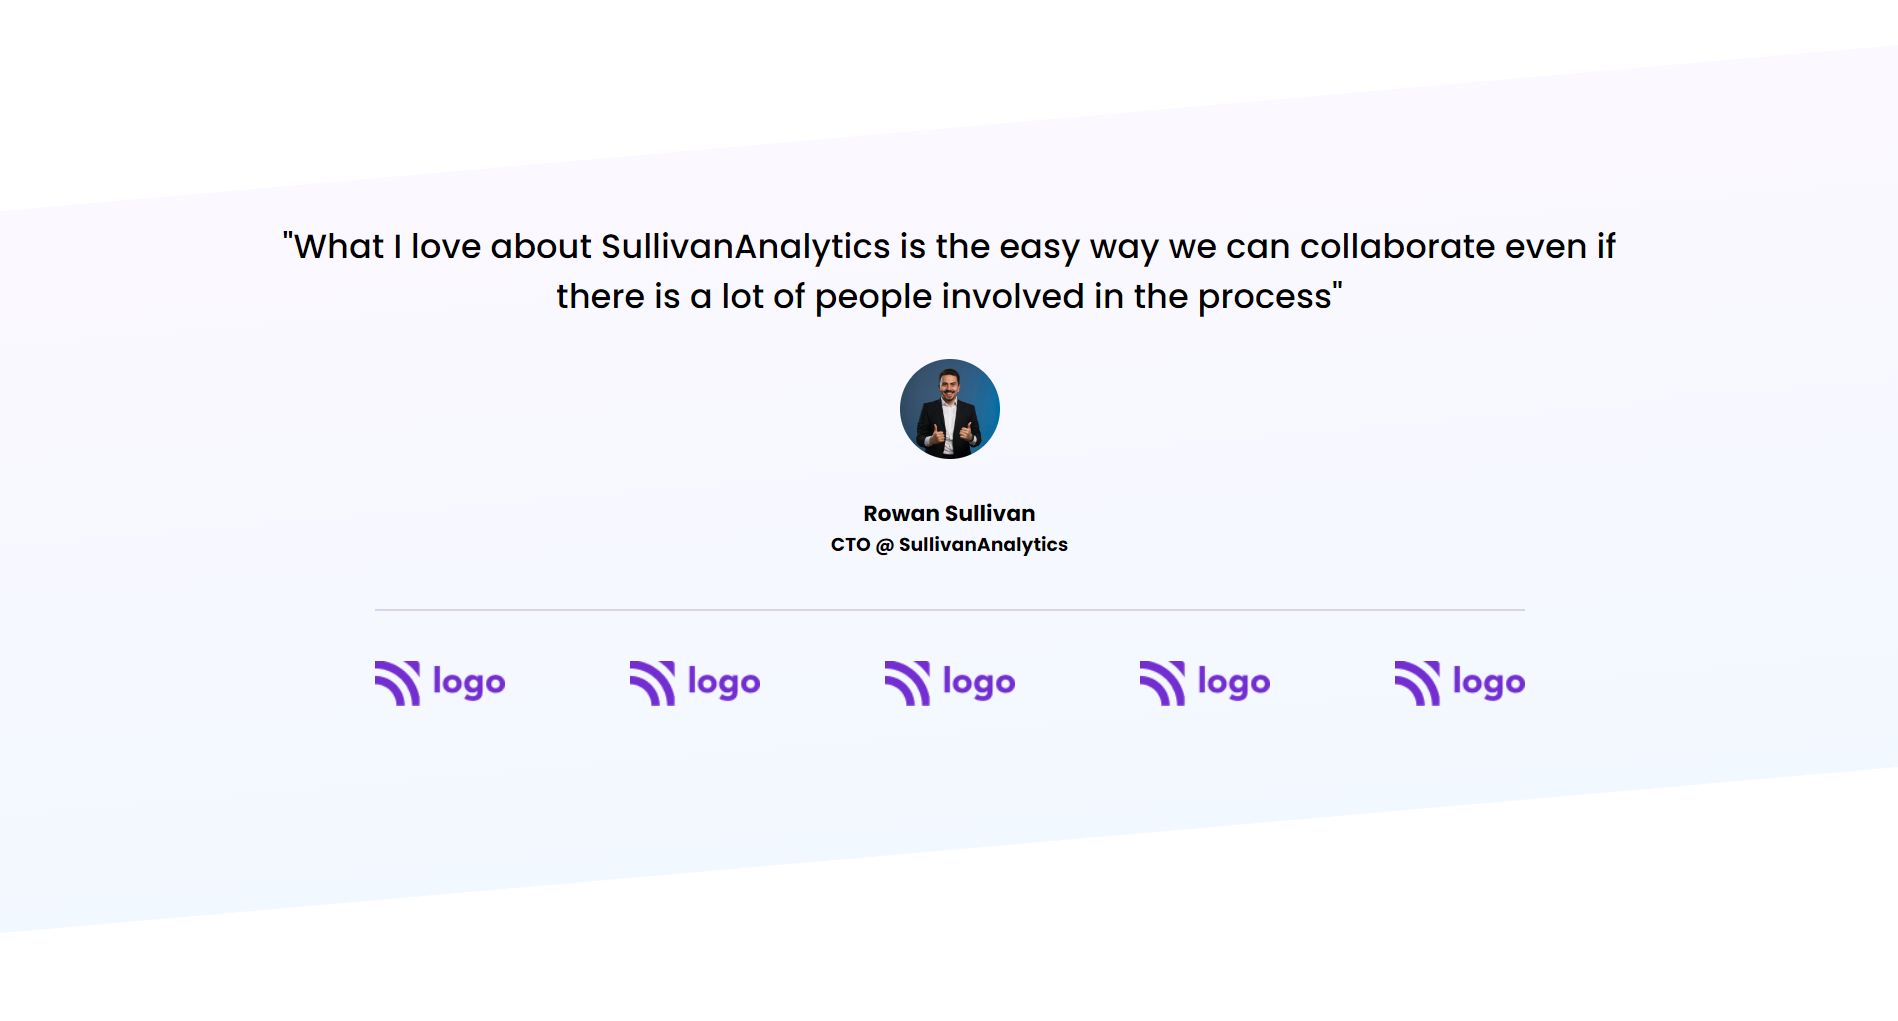 "What I love about SullivanAnalytics is the easy way we can collaborate even if
there is a lot of people involved in the process"
Rowan Sullivan
CTO @ SullivanAnalytics
logo logo logo logo logo